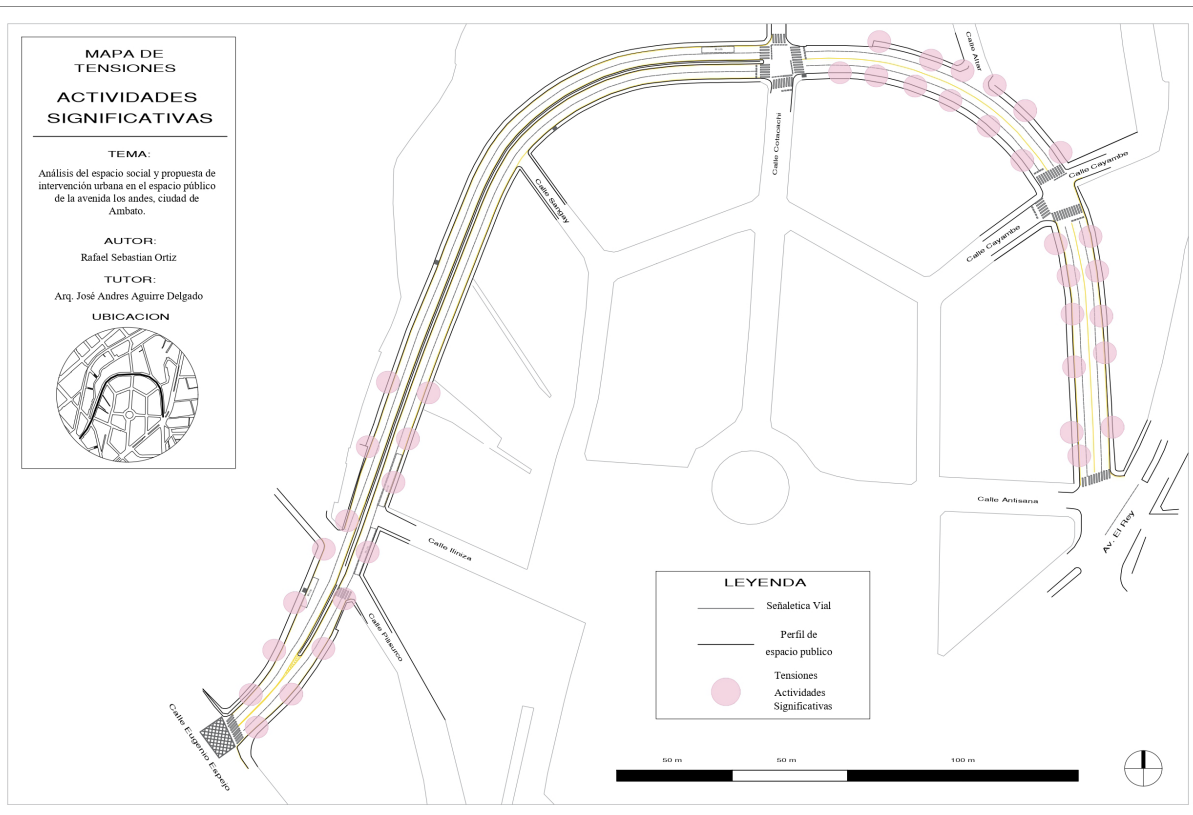 MAPA DE
TENSIONES
ACTIVIDADES
SIGNIFICATIVAS
TEMA:
Análisis del espacio social y propuesta de
intervención urbana en el espacio público
de la avenida los andes, ciudad de
Ambato.
AUTOR:
Rafael Sebastian Ortiz
TUTOR:
Arq. José Andres Aguirre Delgado
UBICACION
Calle Altar
Calle Cotacachi
Calle Cayambe
Calle Sangay
Calle Cayambe
Calle Antisana
Av. El Rey
Calle Iliniza
Calle Pilisurco
Calle Eugenio Espejo
LEYENDA
Señaletica Vial
Perfil de
espacio publico
Tensiones
Actividades
Significativas
50 m
50 m
100 m